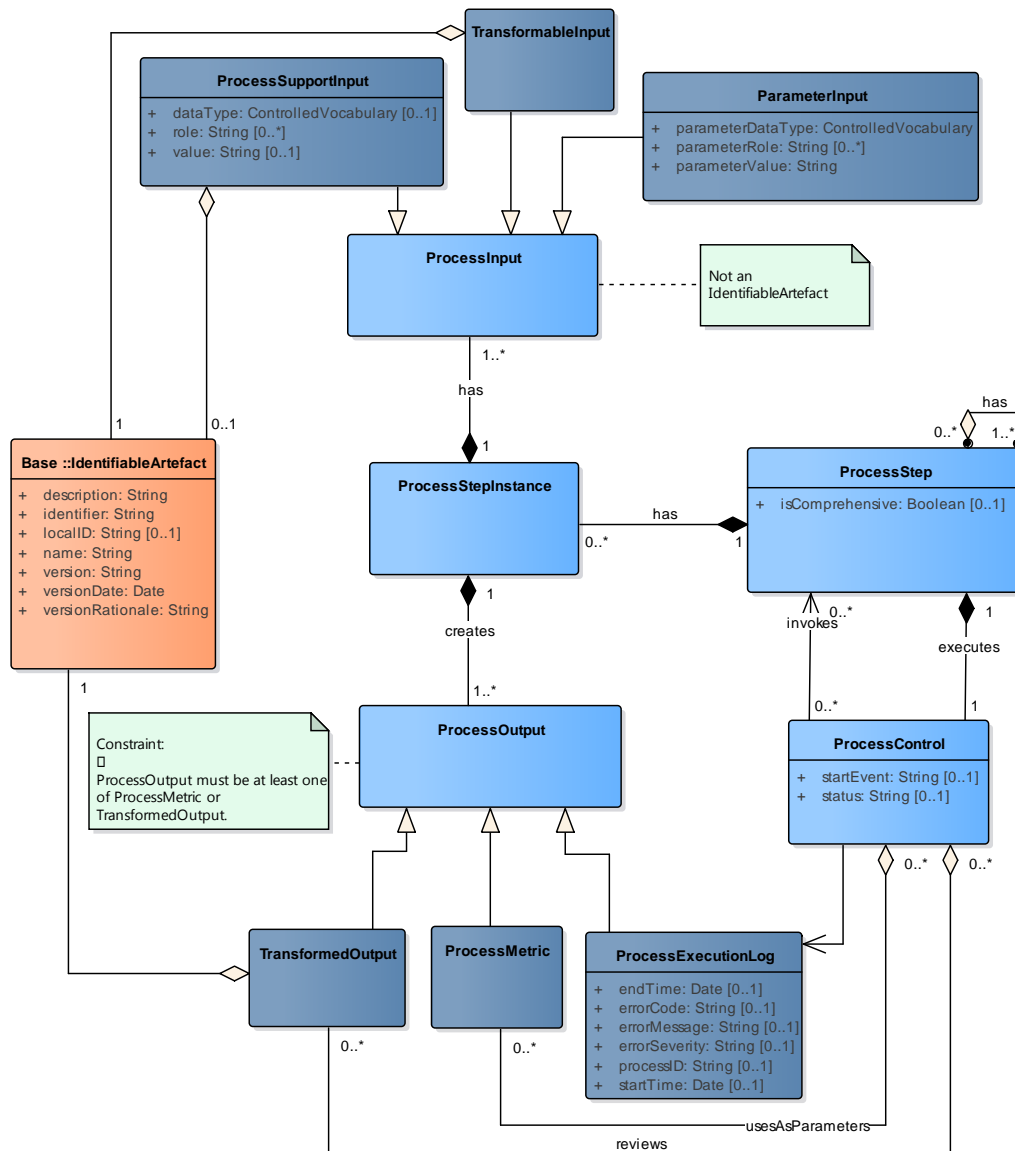 TransformableInput
ProcessSupportInput
+ dataType: ControlledVocabulary [0..1]
+ role: String [0..*]
+ value: String [0..1]
ParameterInput
+ parameterDataType: ControlledVocabulary
+ parameterRole: String [0..*]
+ parameterValue: String
ProcessInput
Not an
IdentifiableArtefact
1..*
has
1
1
0..1
Base ::IdentifiableArtefact
+ description: String
+ identifier: String
+ localID: String [0..1]
+ name: String
+ version: String
+ versionDate: Date
+ versionRationale: String
1
ProcessStepInstance
has
0..*
1
has
0..*
1..*
ProcessStep
+ isComprehensive: Boolean [0..1]
1
creates
1..*
0..*
invokes
0..*
1
executes
1
Constraint:
ProcessOutput must be at least one
of ProcessMetric or
TransformedOutput.
ProcessOutput
ProcessControl
+ startEvent: String [0..1]
+ status: String [0..1]
0..*
0..*
TransformedOutput
0..*
ProcessMetric
0..*
ProcessExecutionLog
+ endTime: Date [0..1]
+ errorCode: String [0..1]
+ errorMessage: String [0..1]
+ errorSeverity: String [0..1]
+ processID: String [0..1]
+ startTime: Date [0..1]
usesAsParameters
reviews